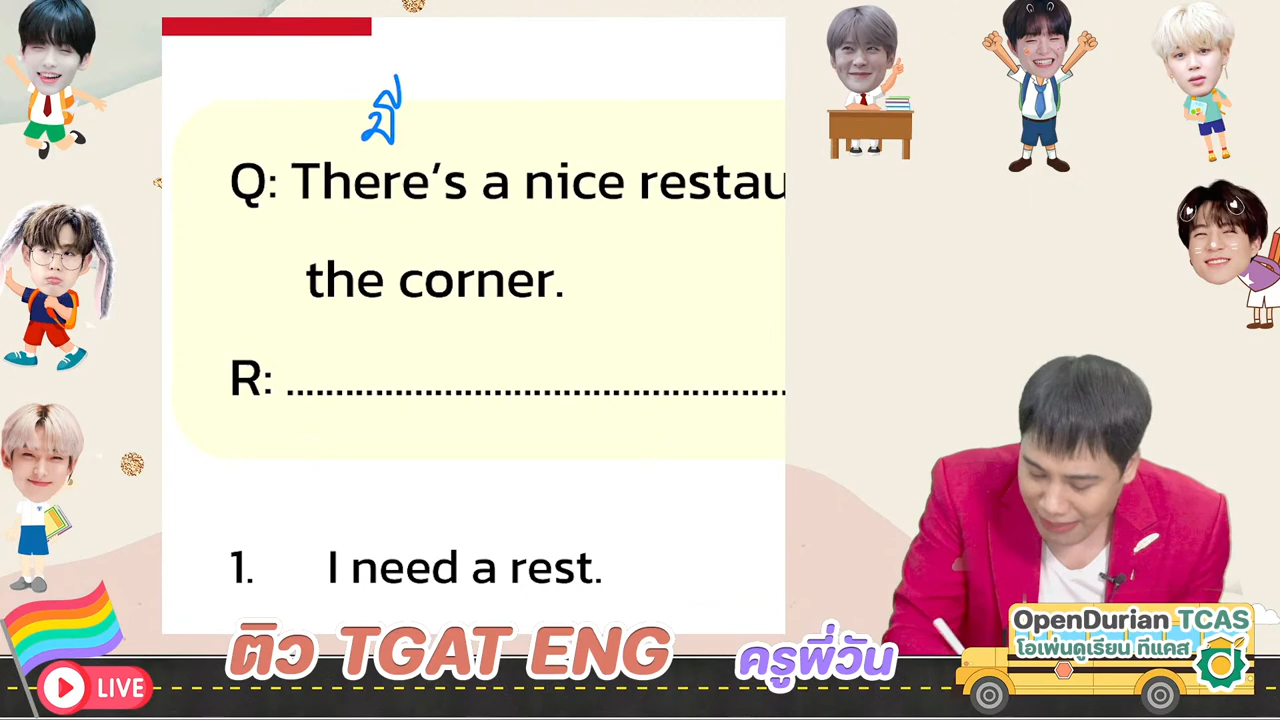 มี
Q: There's a nice restau
the corner.
R: ........................................................
1. I need a rest.
ติว TGAT ENG
ครูพี่วัน
OpenDurian TCAS
โอเพ่นดูเรียน ทีแคส
LIVE